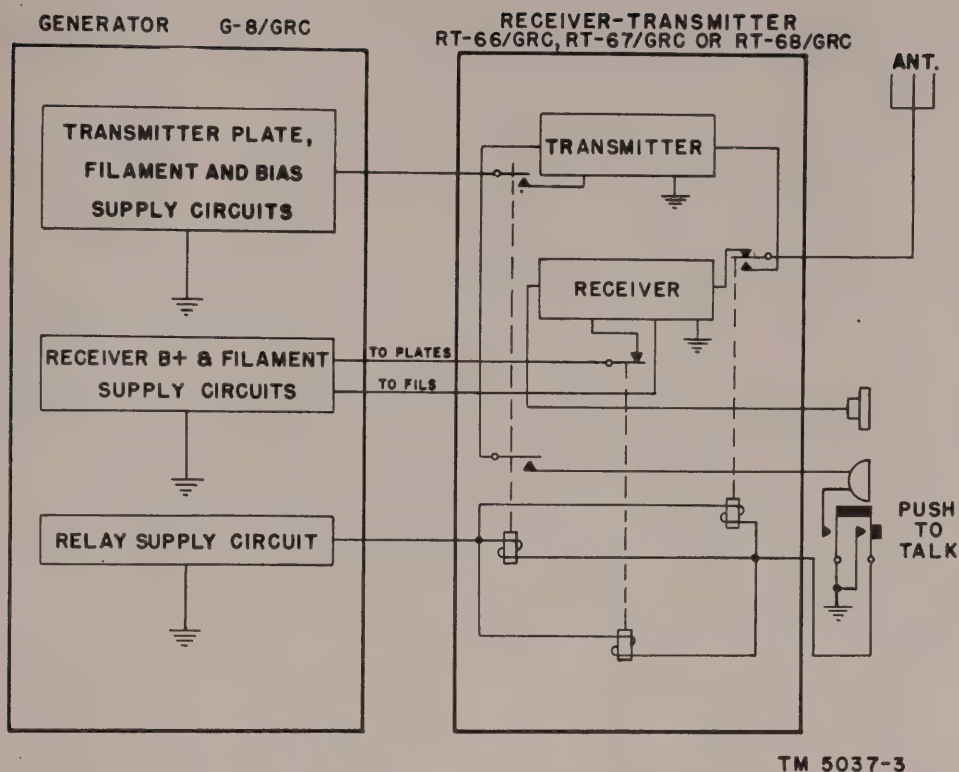 GENERATOR G-8/GRC
RECEIVER-TRANSMITTER
RT-66/GRC, RT-67/GRC OR RT-68/GRC
ANT.
TRANSMITTER PLATE,
FILAMENT AND BIAS
SUPPLY CIRCUITS
TRANSMITTER
RECEIVER
RECEIVER B+ & FILAMENT
SUPPLY CIRCUITS
TO PLATES
TO FILS
RELAY SUPPLY CIRCUIT
PUSH
TO
TALK
TM 5037-3